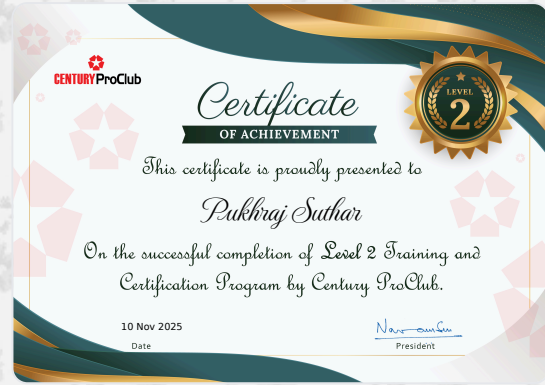 CENTURY ProClub
Certificate
OF ACHIEVEMENT
LEVEL
2
This certificate is proudly presented to
Pukhraj Suthar
On the successful completion of Level 2 Training and
Certification Program by Century ProClub.
10 Nov 2025
Date
President